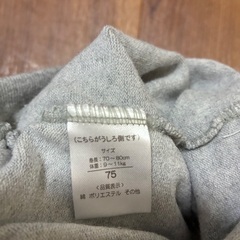 (こちらがうしろ側です)
サイズ
身長:70~80cm
体重:9~11kg
75
(品質表示)
綿 ポリエステル その他